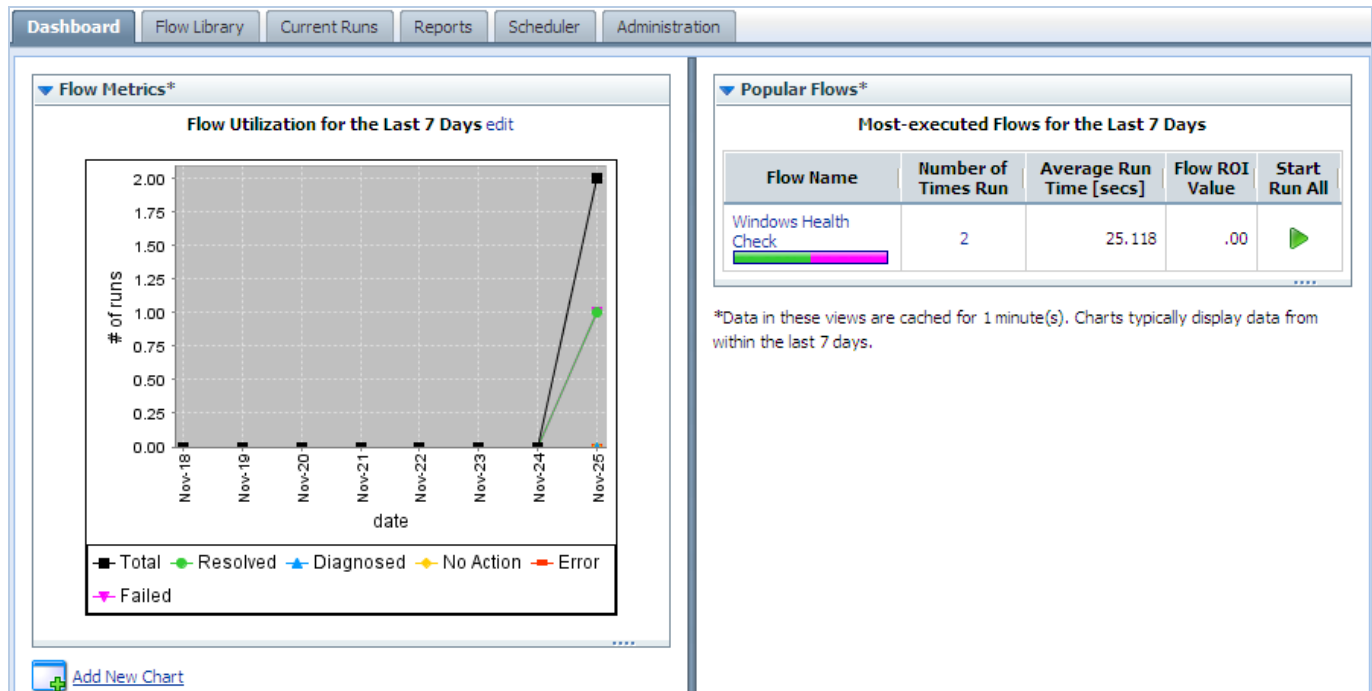 Dashboard Flow Library Current Runs Reports Scheduler Administration
Flow Metrics*
Flow Utilization for the Last 7 Days edit
2.00
1.75
1.50
1.25
1.00
0.75
0.50
0.25
0.00
# of runs
Nov-18 Nov-19 Nov-20 Nov-21 Nov-22 Nov-23 Nov-24 Nov-25
date
Total Resolved Diagnosed No Action Error
Failed
Add New Chart
Popular Flows*
Most-executed Flows for the Last 7 Days
Flow Name Number of Times Run Average Run Time [secs] Flow ROI Value Start Run All
Windows Health
Check 2 25.118 .00
*Data in these views are cached for 1 minute(s). Charts typically display data from
within the last 7 days.